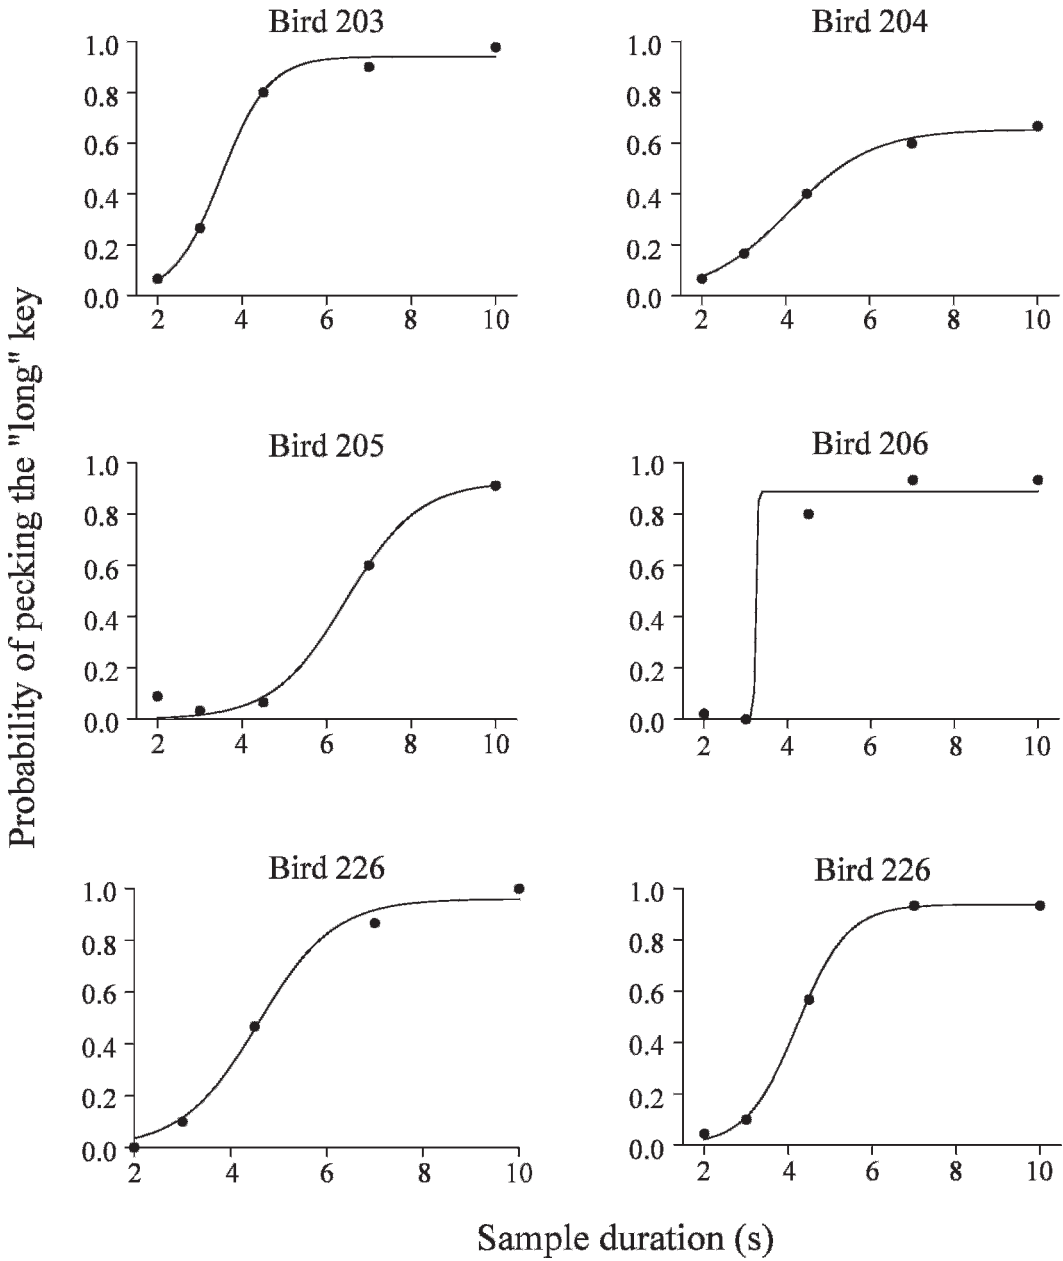 Bird 203
Bird 204
1.0
0.8
0.6
0.4
0.2
0.0
2 4 6 8 10
1.0
0.8
0.6
0.4
0.2
0.0
2 4 6 8 10
Probability of pecking the "long" key
Bird 205
Bird 206
1.0
0.8
0.6
0.4
0.2
0.0
2 4 6 8 10
1.0
0.8
0.6
0.4
0.2
0.0
2 4 6 8 10
Bird 226
Bird 226
1.0
0.8
0.6
0.4
0.2
0.0
2 4 6 8 10
1.0
0.8
0.6
0.4
0.2
0.0
2 4 6 8 10
Sample duration (s)